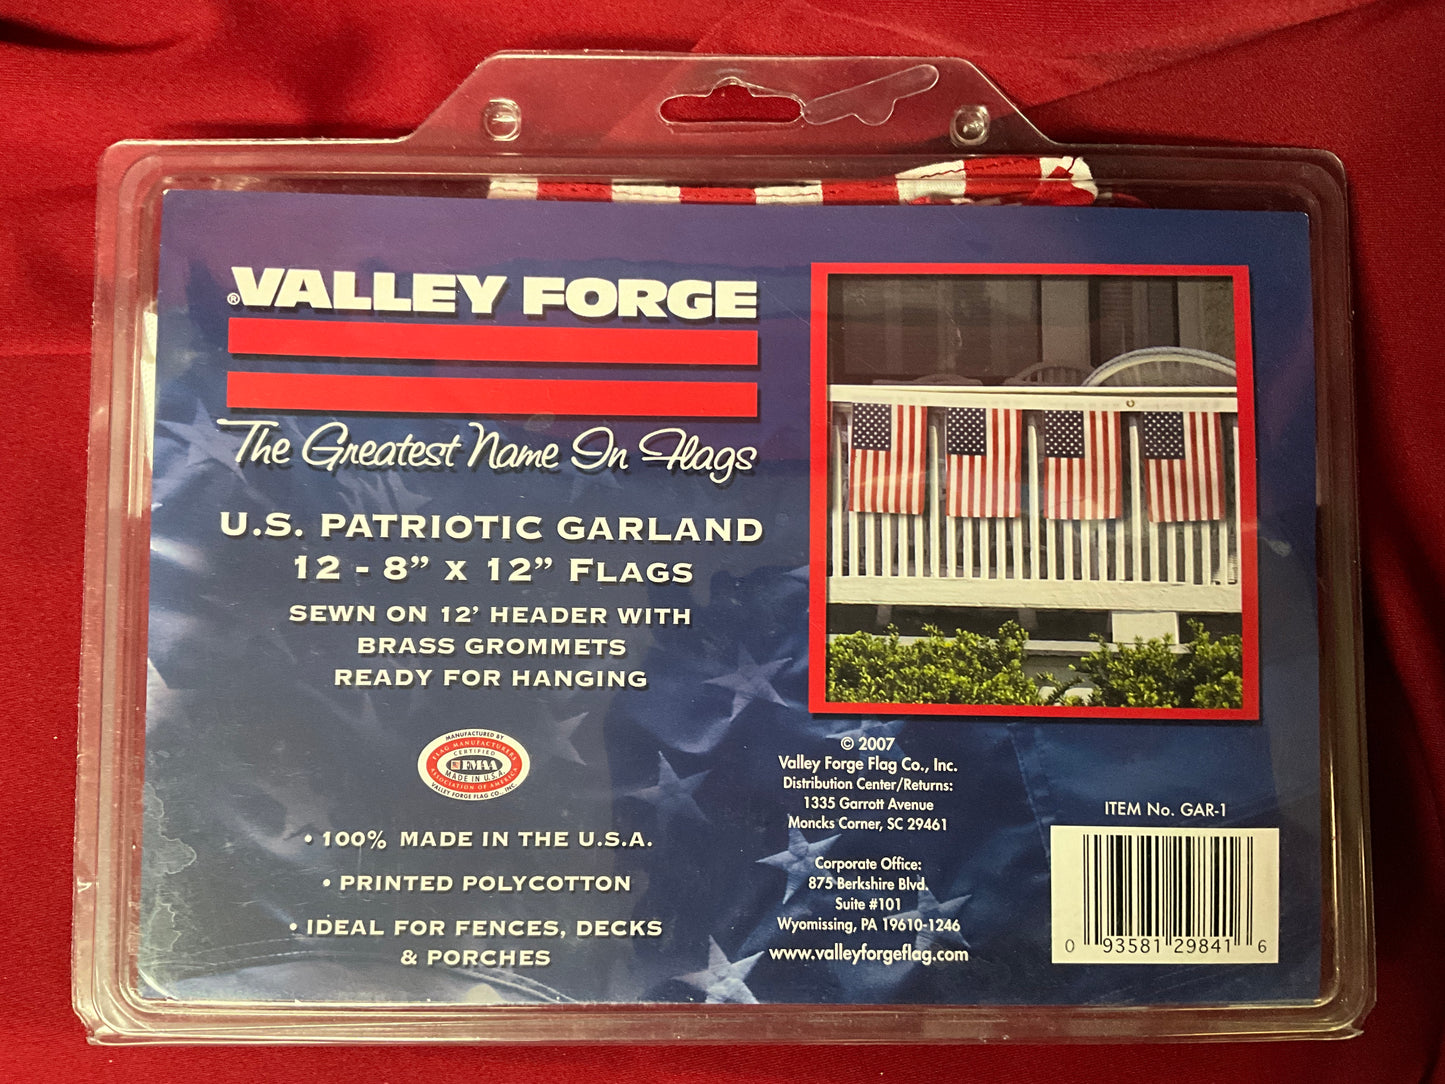 ® VALLEY FORGE
The Greatest Name In Flags
U.S. PATRIOTIC GARLAND
12 - 8” X 12” FLAGS
SEWN ON 12’ HEADER WITH
BRASS GROMMETS
READY FOR HANGING
MANUFACTURED BY
FLAG MANUFACTURERS
CERTIFIED
FMAA
MADE IN U.S.A.
ASSOCIATION OF AMERICA
VALLEY FORGE FLAG CO., INC.
• 100% MADE IN THE U.S.A.
• PRINTED POLYCOTTON
• IDEAL FOR FENCES, DECKS
& PORCHES
© 2007
Valley Forge Flag Co., Inc.
Distribution Center/Returns:
1335 Garrott Avenue
Moncks Corner, SC 29461
Corporate Office:
875 Berkshire Blvd.
Suite #101
Wyomissing, PA 19610-1246
www.valleyforgeflag.com
ITEM No. GAR-1
0 93581 29841 6